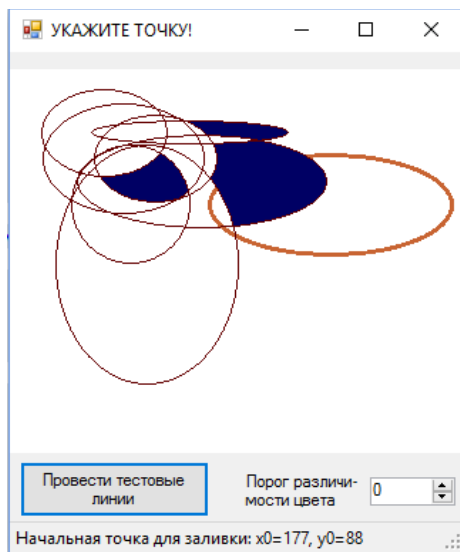 УКАЖИТЕ ТОЧКУ!
Провести тестовые
линии
Порог различи-
мости цвета
0
Начальная точка для заливки: x0=177, y0=88